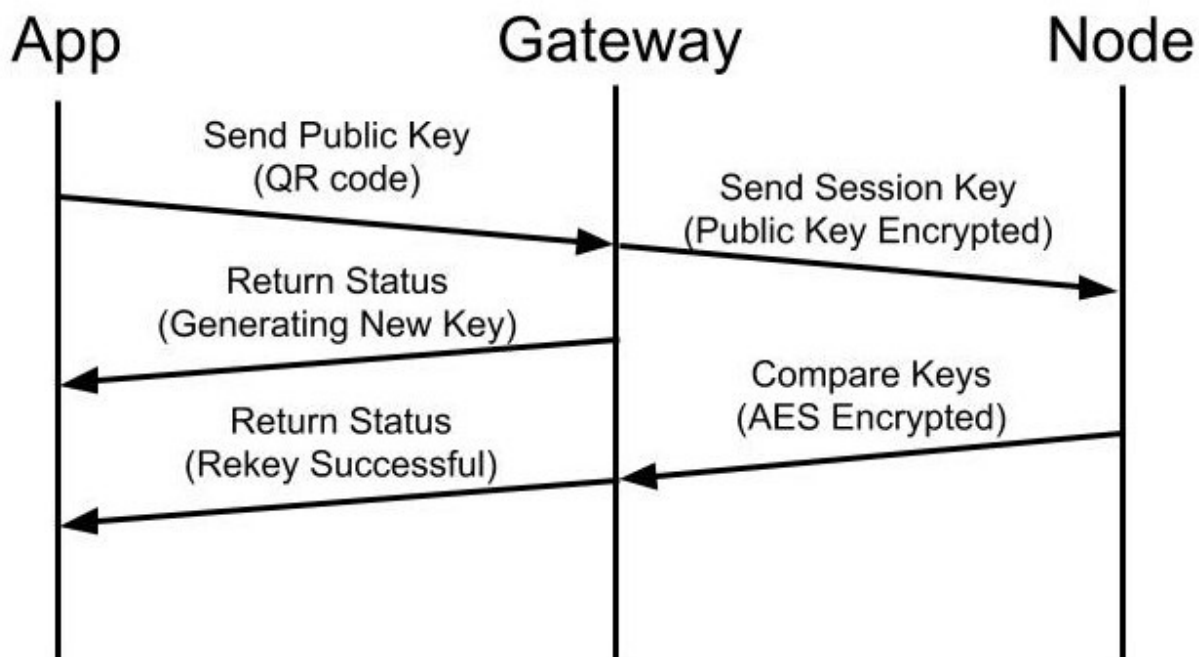 App
Gateway
Node
Send Public Key
(QR code)
Send Session Key
(Public Key Encrypted)
Return Status
(Generating New Key)
Compare Keys
(AES Encrypted)
Return Status
(Rekey Successful)